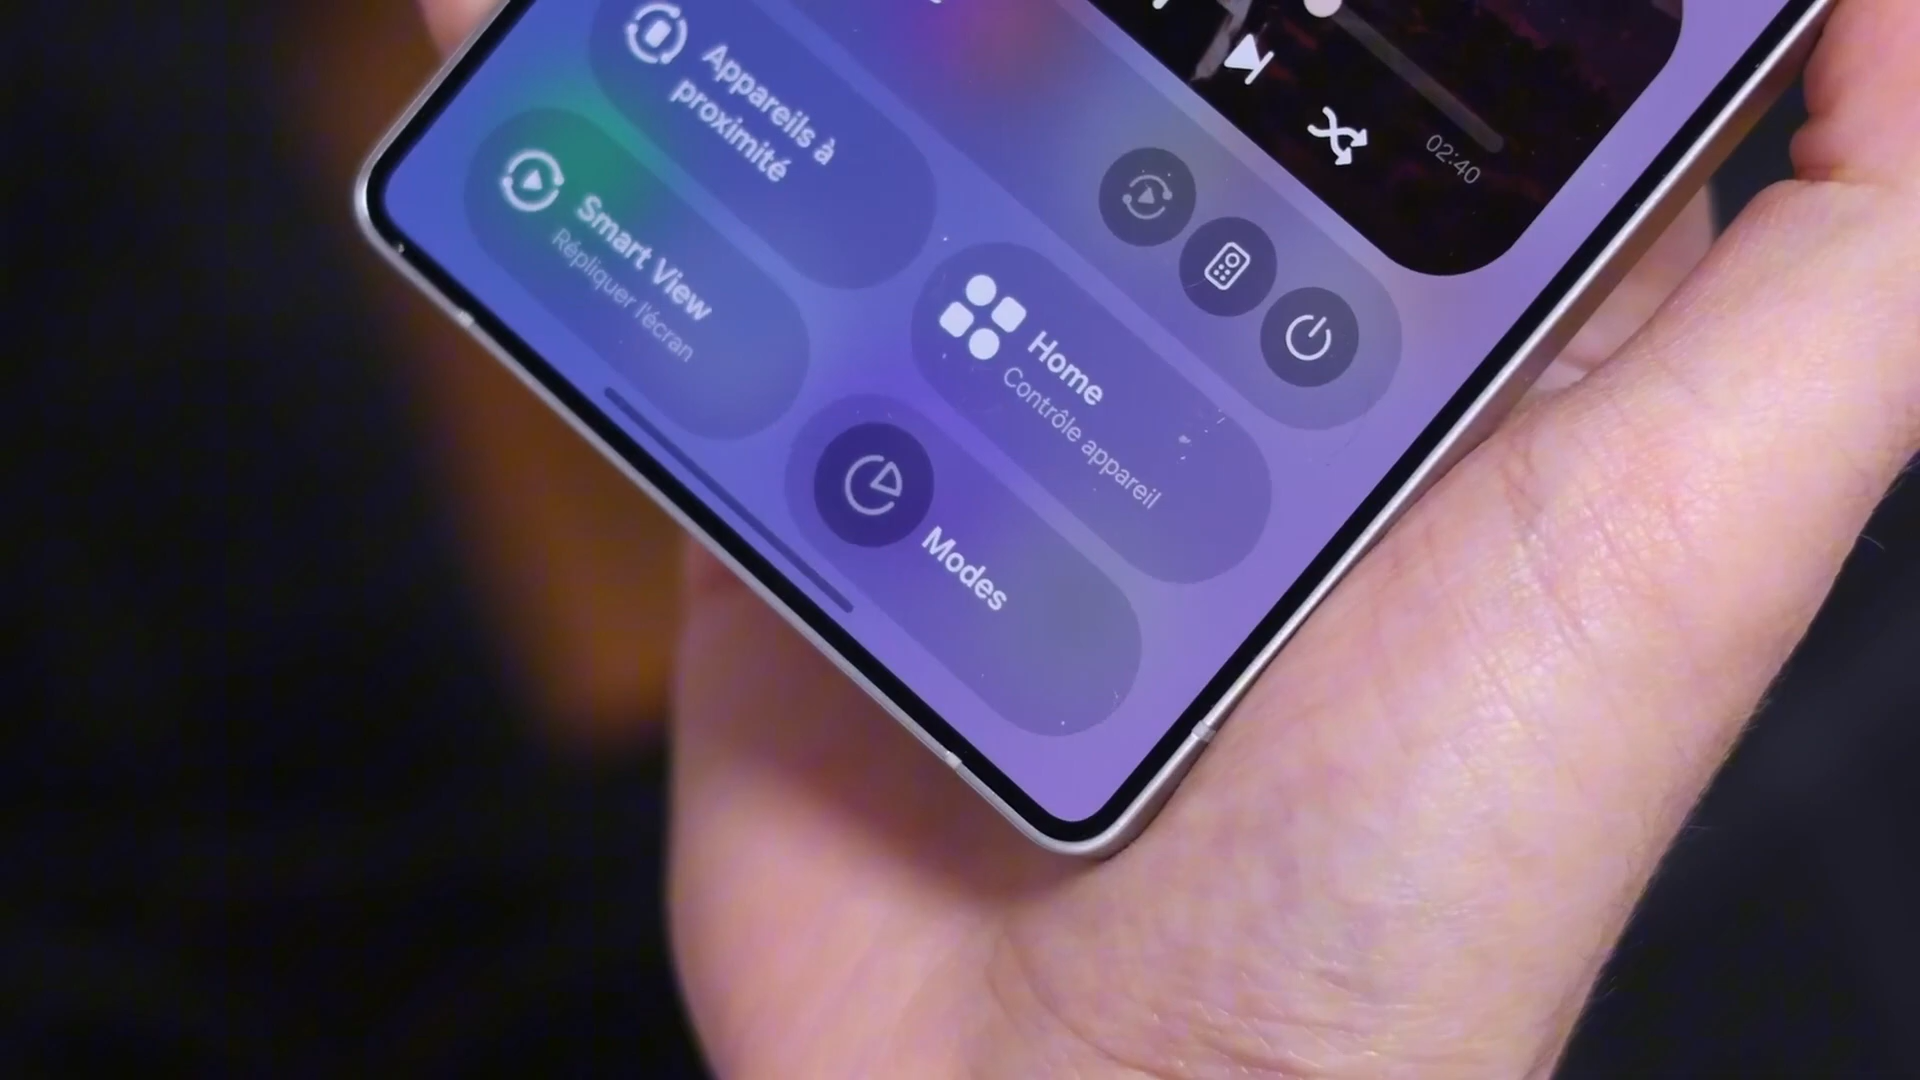 02:40
Appareils à
proximité
Smart View
Répliquer l'écran
Home
Contrôle appareil
Modes